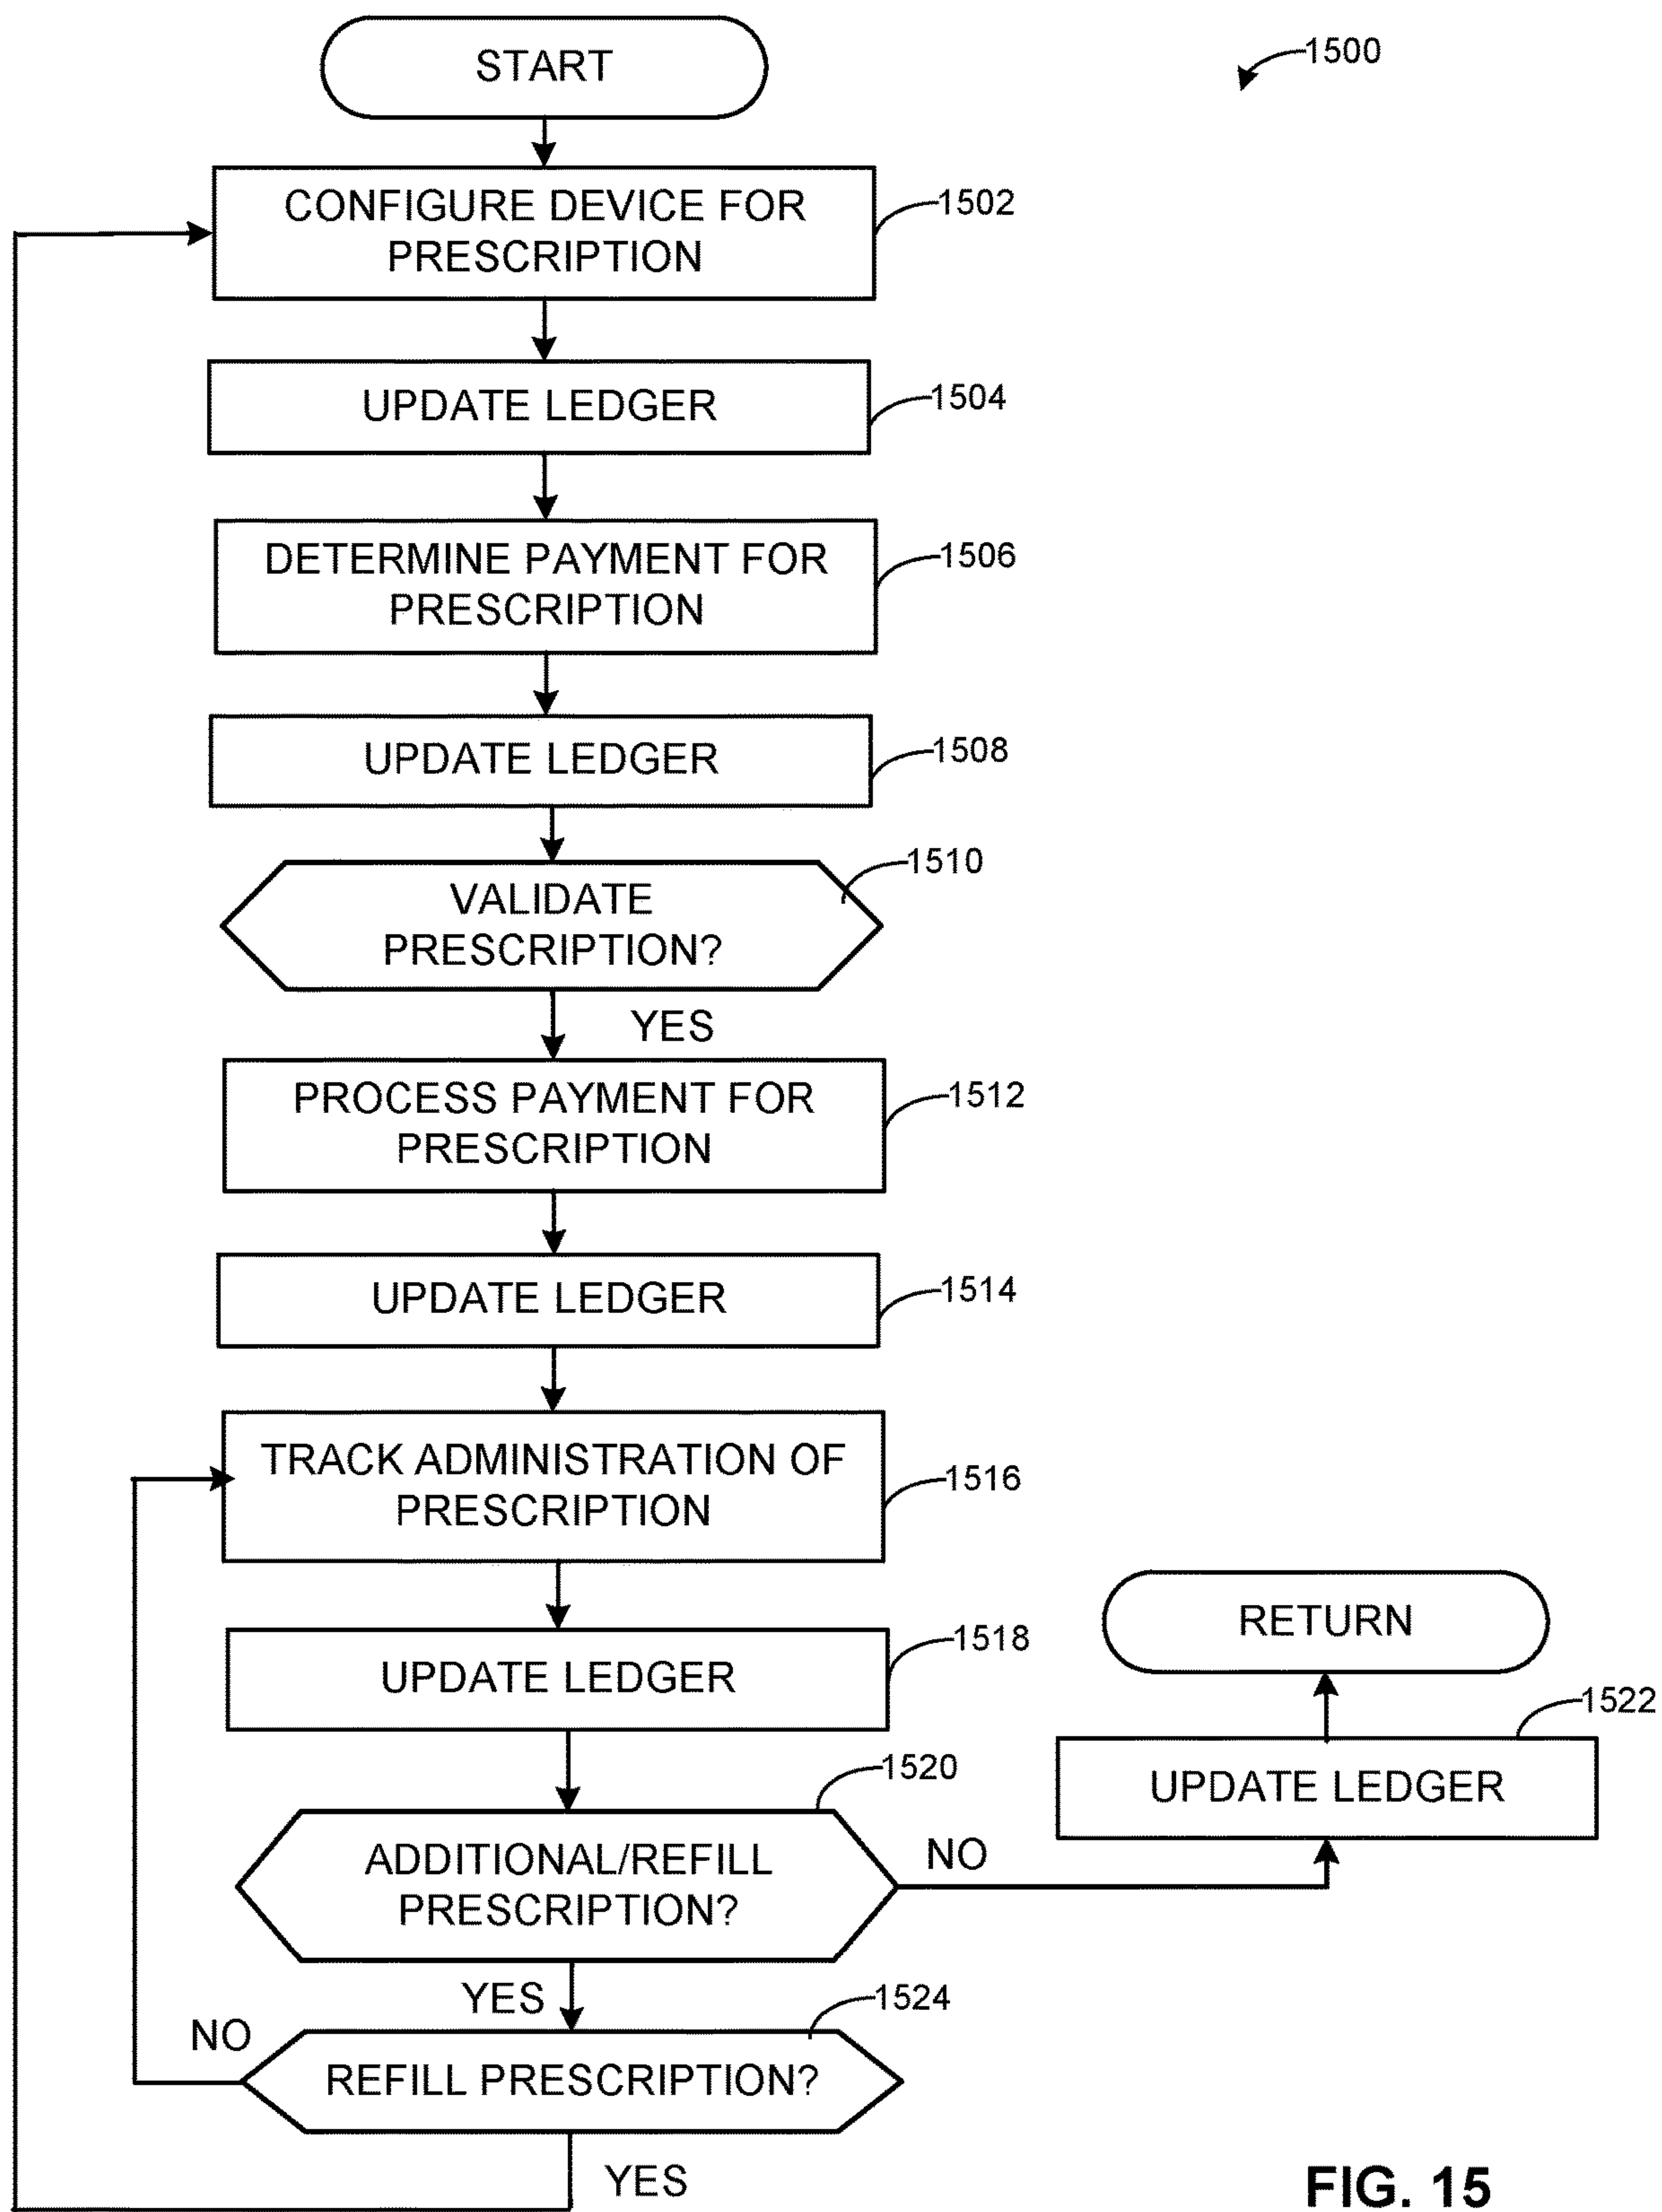 START
1500
CONFIGURE DEVICE FOR
PRESCRIPTION
1502
UPDATE LEDGER
1504
DETERMINE PAYMENT FOR
PRESCRIPTION
1506
UPDATE LEDGER
1508
VALIDATE
PRESCRIPTION?
1510
YES
PROCESS PAYMENT FOR
PRESCRIPTION
1512
UPDATE LEDGER
1514
TRACK ADMINISTRATION OF
PRESCRIPTION
1516
UPDATE LEDGER
1518
RETURN
1522
UPDATE LEDGER
1520
ADDITIONAL/REFILL
PRESCRIPTION?
NO
YES
1524
NO
REFILL PRESCRIPTION?
YES
FIG. 15